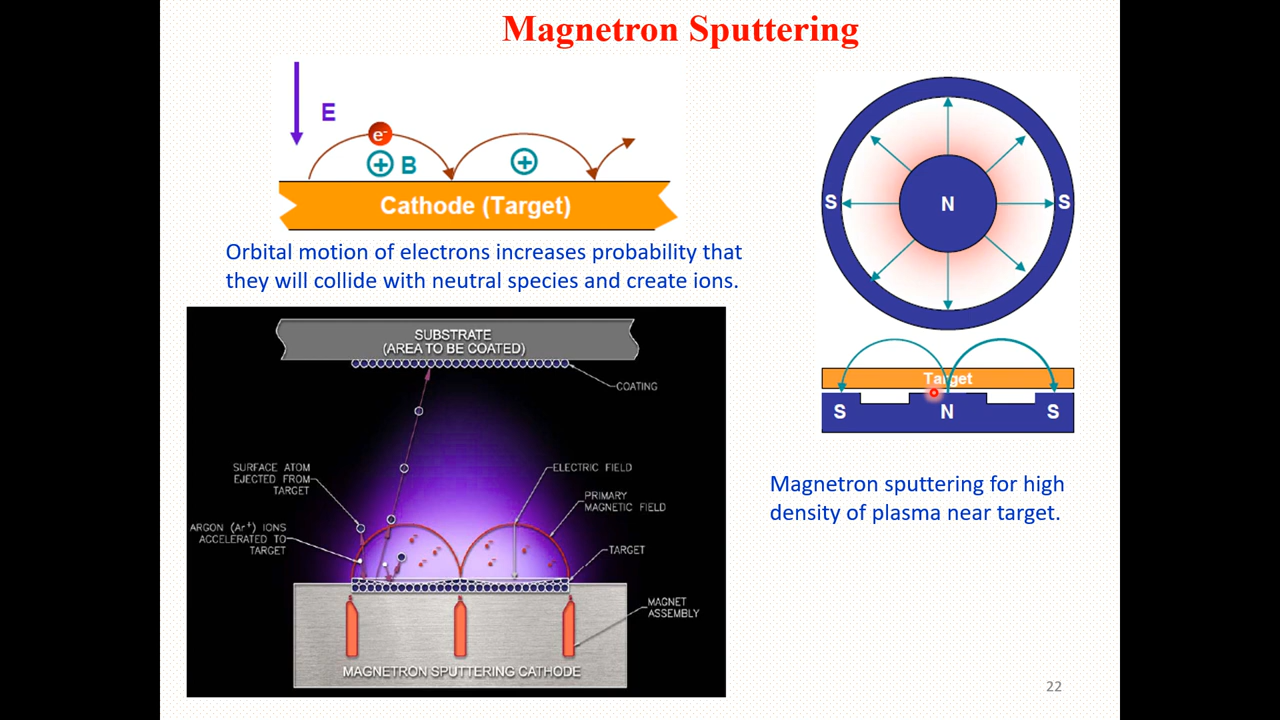 Magnetron Sputtering
E
e-
B
Cathode (Target)
Orbital motion of electrons increases probability that
they will collide with neutral species and create ions.
S
N
S
Target
S
N
S
Magnetron sputtering for high
density of plasma near target.
SUBSTRATE
(AREA TO BE COATED)
COATING
SURFACE ATOM
EJECTED FROM
TARGET
ELECTRIC FIELD
PRIMARY
MAGNETIC FIELD
ARGON (Ar⁺) IONS
ACCELERATED TO
TARGET
TARGET
MAGNET
ASSEMBLY
MAGNETRON SPUTTERING CATHODE
22